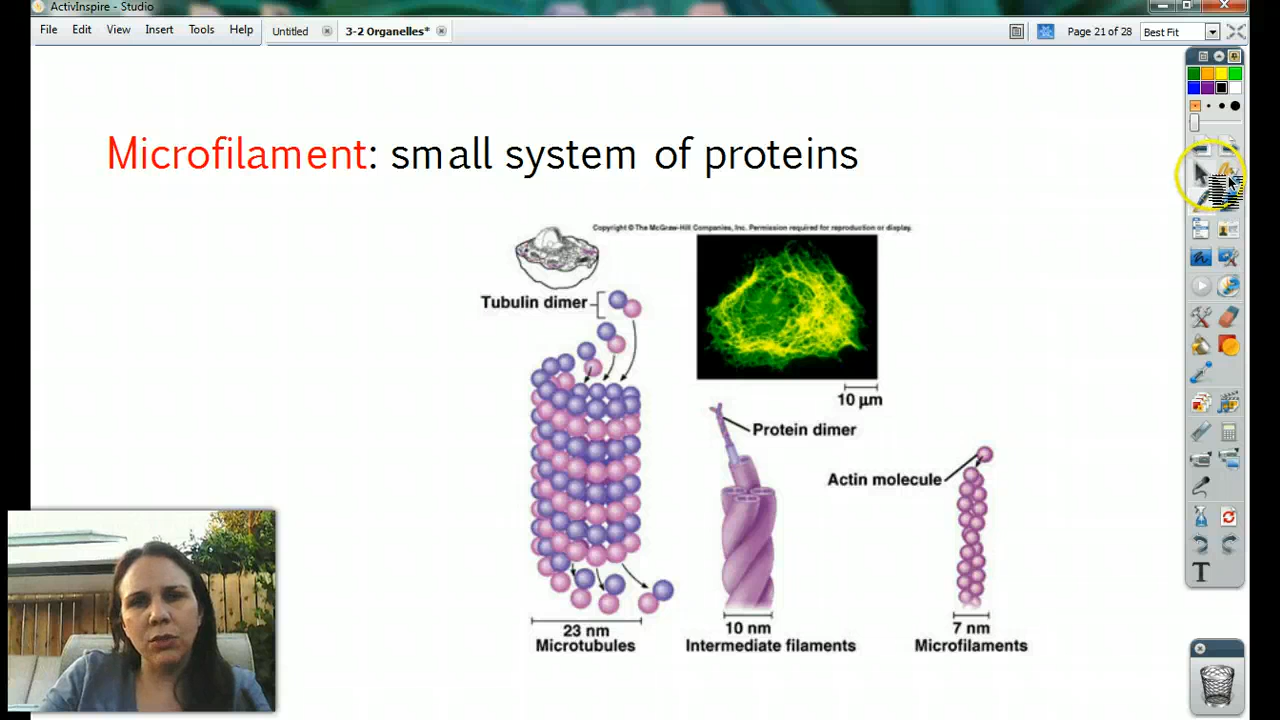 ActivInspire - Studio
File Edit View Insert Tools Help Untitled 3-2 Organelles* Page 21 of 28 Best Fit
Microfilament: small system of proteins
Copyright © The McGraw-Hill Companies, Inc. Permission required for reproduction or display.
Tubulin dimer
10 µm
Protein dimer
Actin molecule
23 nm
Microtubules
10 nm
Intermediate filaments
7 nm
Microfilaments
T